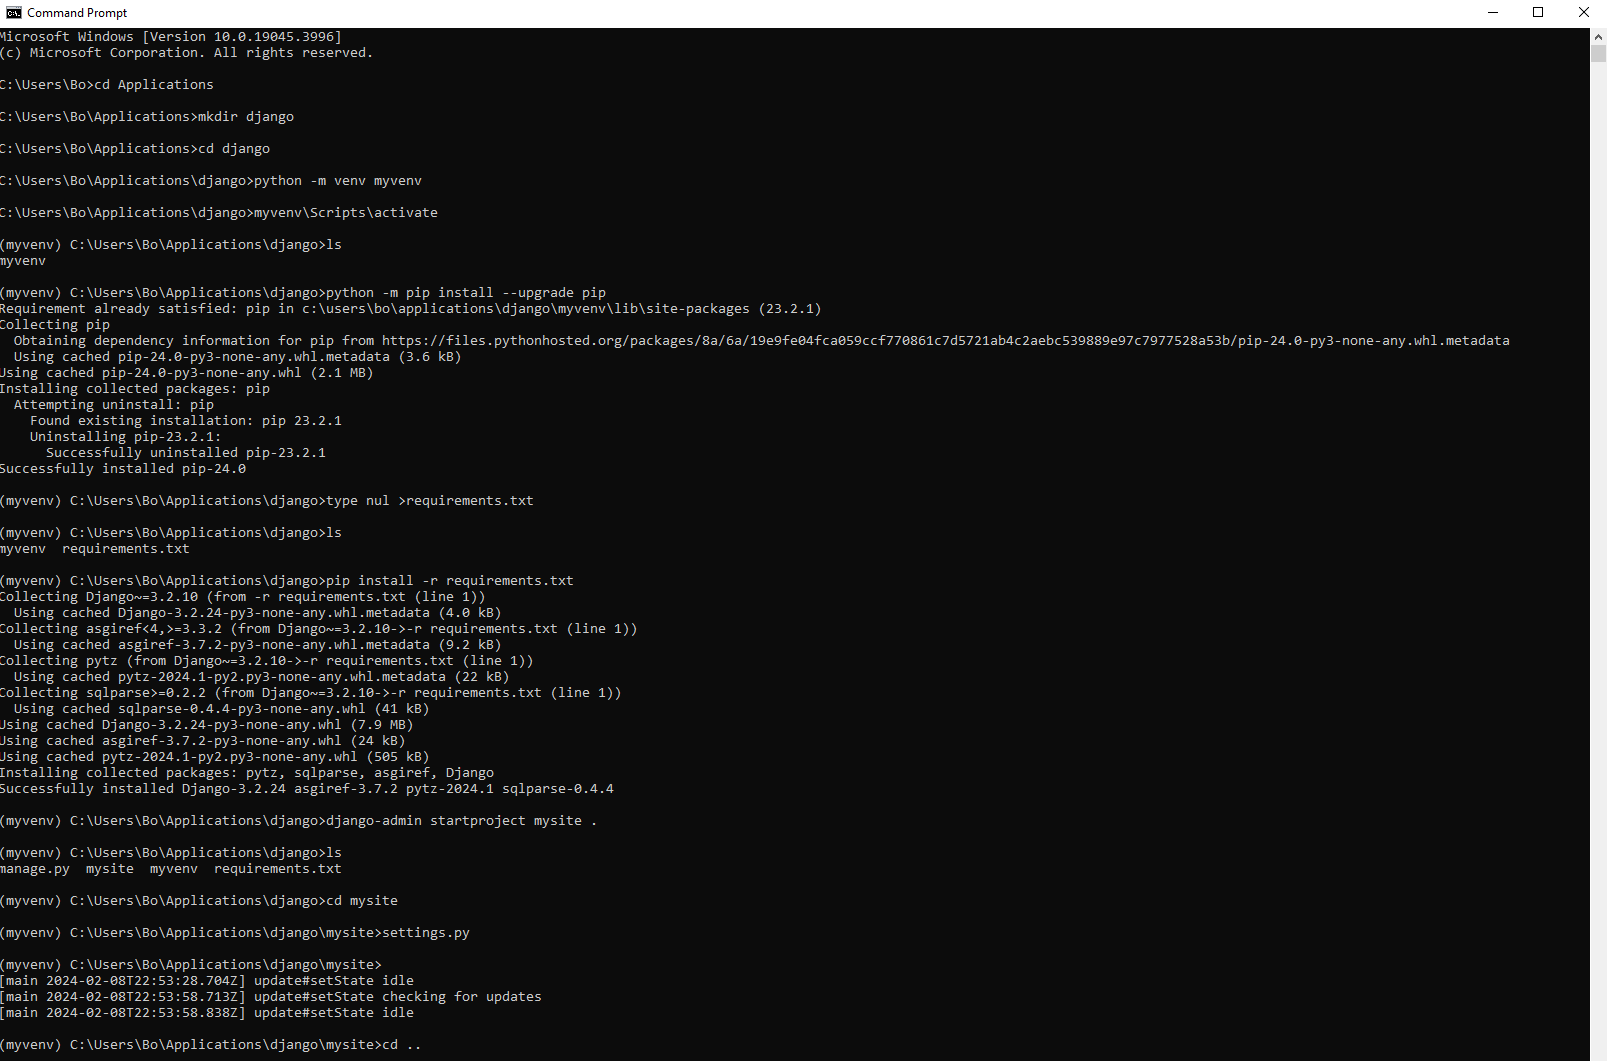 Command Prompt
Microsoft Windows [Version 10.0.19045.3996]
(c) Microsoft Corporation. All rights reserved.
C:\Users\Bo>cd Applications
C:\Users\Bo\Applications>mkdir django
C:\Users\Bo\Applications>cd django
C:\Users\Bo\Applications\django>python -m venv myvenv
C:\Users\Bo\Applications\django>myvenv\Scripts\activate
(myvenv) C:\Users\Bo\Applications\django>ls
myvenv
(myvenv) C:\Users\Bo\Applications\django>python -m pip install --upgrade pip
Requirement already satisfied: pip in c:\users\bo\applications\django\myvenv\lib\site-packages (23.2.1)
Collecting pip
  Obtaining dependency information for pip from https://files.pythonhosted.org/packages/8a/6a/19e9fe04fca059ccf770861c7d5721ab4c2aebc539889e97c7977528a53b/pip-24.0-py3-none-any.whl.metadata
  Using cached pip-24.0-py3-none-any.whl.metadata (3.6 kB)
Using cached pip-24.0-py3-none-any.whl (2.1 MB)
Installing collected packages: pip
  Attempting uninstall: pip
    Found existing installation: pip 23.2.1
    Uninstalling pip-23.2.1:
      Successfully uninstalled pip-23.2.1
Successfully installed pip-24.0
(myvenv) C:\Users\Bo\Applications\django>type nul >requirements.txt
(myvenv) C:\Users\Bo\Applications\django>ls
myvenv  requirements.txt
(myvenv) C:\Users\Bo\Applications\django>pip install -r requirements.txt
Collecting Django~=3.2.10 (from -r requirements.txt (line 1))
  Using cached Django-3.2.24-py3-none-any.whl.metadata (4.0 kB)
Collecting asgiref<4,>=3.3.2 (from Django~=3.2.10->-r requirements.txt (line 1))
  Using cached asgiref-3.7.2-py3-none-any.whl.metadata (9.2 kB)
Collecting pytz (from Django~=3.2.10->-r requirements.txt (line 1))
  Using cached pytz-2024.1-py2.py3-none-any.whl.metadata (22 kB)
Collecting sqlparse>=0.2.2 (from Django~=3.2.10->-r requirements.txt (line 1))
  Using cached sqlparse-0.4.4-py3-none-any.whl (41 kB)
Using cached Django-3.2.24-py3-none-any.whl (7.9 MB)
Using cached asgiref-3.7.2-py3-none-any.whl (24 kB)
Using cached pytz-2024.1-py2.py3-none-any.whl (505 kB)
Installing collected packages: pytz, sqlparse, asgiref, Django
Successfully installed Django-3.2.24 asgiref-3.7.2 pytz-2024.1 sqlparse-0.4.4
(myvenv) C:\Users\Bo\Applications\django>django-admin startproject mysite .
(myvenv) C:\Users\Bo\Applications\django>ls
manage.py  mysite  myvenv  requirements.txt
(myvenv) C:\Users\Bo\Applications\django>cd mysite
(myvenv) C:\Users\Bo\Applications\django\mysite>settings.py
(myvenv) C:\Users\Bo\Applications\django\mysite>
[main 2024-02-08T22:53:28.704Z] update#setState idle
[main 2024-02-08T22:53:58.713Z] update#setState checking for updates
[main 2024-02-08T22:53:58.838Z] update#setState idle
(myvenv) C:\Users\Bo\Applications\django\mysite>cd ..